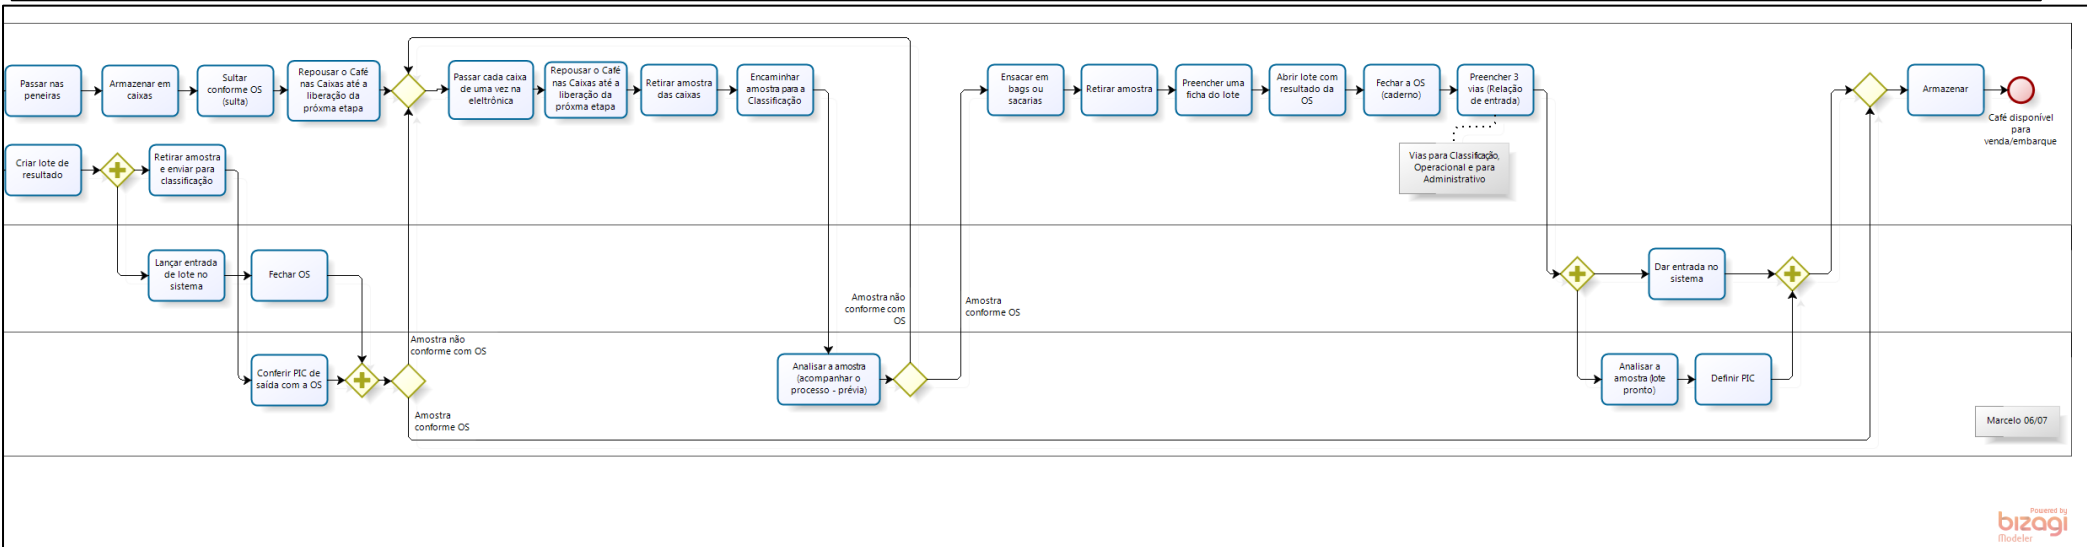 Passar nas
peneiras
Armazenar em
caixas
Sultar
conforme OS
(sulta)
Repousar o Café
nas Caixas até a
liberação da
próxma etapa
Passar cada caixa
de uma vez na
eleltrônica
Repousar o Café
nas Caixas até a
liberação da
próxma etapa
Retirar amostra
das caixas
Encaminhar
amostra para a
Classificação
Ensacar em
bags ou
sacarias
Retirar amostra
Preencher uma
ficha do lote
Abrir lote com
resultado da
OS
Fechar a OS
(caderno)
Preencher 3
vias (Relação
de entrada)
Armazenar
Café disponível
para
venda/embarque
Vias para Classifcação,
Operacional e para
Administrativo
Criar lote de
resultado
Retirar amostra
e enviar para
classificação
Lançar entrada
de lote no
sistema
Fechar OS
Dar entrada no
sistema
Amostra não
conforme com
OS
Amostra
conforme OS
Amostra não
conforme com OS
Conferir PIC de
saída com a OS
Analisar a amostra
(acompanhar o
processo - prévia)
Analisar a
amostra (lote
pronto)
Definir PIC
Amostra
conforme OS
Marcelo 06/07
Powered by
bizagi
Modeler